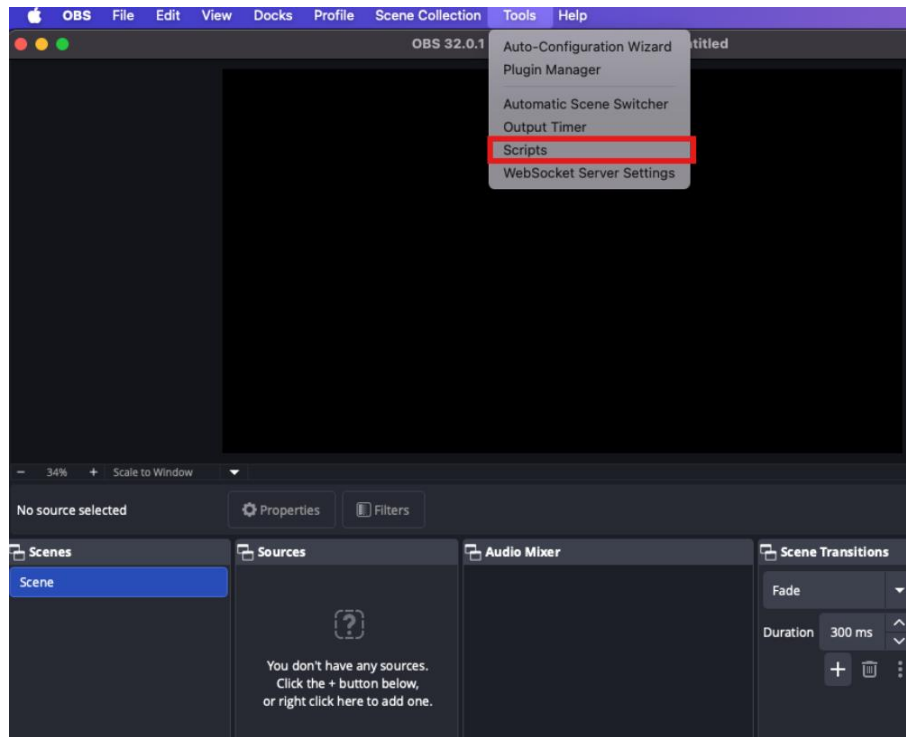 OBS File Edit View Docks Profile Scene Collection Tools Help
OBS 32.0.1
titled
Auto-Configuration Wizard
Plugin Manager
Automatic Scene Switcher
Output Timer
Scripts
WebSocket Server Settings
− 34% + Scale to Window
No source selected
Properties
Filters
Scenes
Scene
Sources
You don't have any sources.
Click the + button below,
or right click here to add one.
Audio Mixer
Scene Transitions
Fade
Duration 300 ms